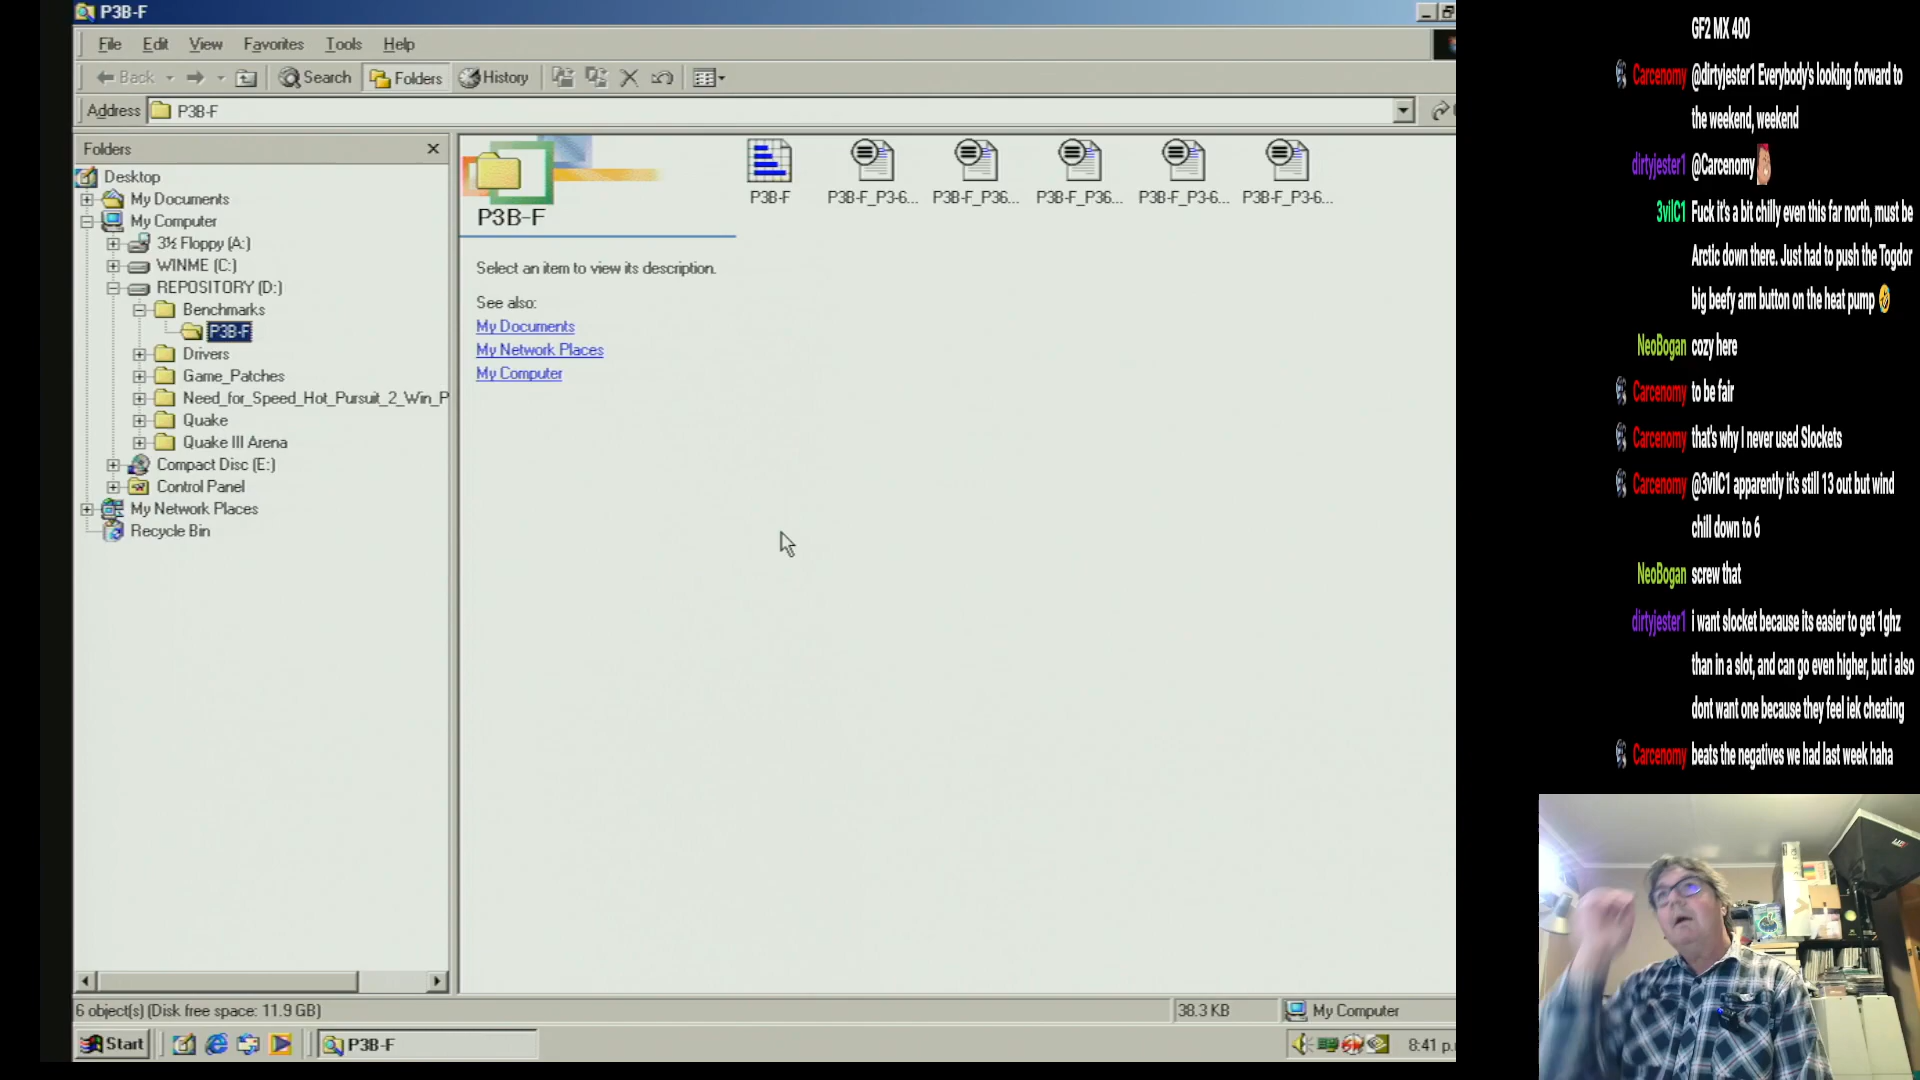 P3B-F
File Edit View Favorites Tools Help
Back Search Folders History
Address P3B-F
Folders
Desktop
My Documents
My Computer
3½ Floppy (A:)
WINME (C:)
REPOSITORY (D:)
Benchmarks
P3B-F
Drivers
Game_Patches
Need_for_Speed_Hot_Pursuit_2_Win_P
Quake
Quake III Arena
Compact Disc (E:)
Control Panel
My Network Places
Recycle Bin
P3B-F
Select an item to view its description.
See also:
My Documents
My Network Places
My Computer
P3B-F P3B-F_P3-6... P3B-F_P36... P3B-F_P36... P3B-F_P3-6... P3B-F_P3-6...
6 object(s) (Disk free space: 11.9 GB) 38.3 KB My Computer
Start P3B-F 8:41 p.
GF2 MX 400
Carcenomy @dirtyjester1 Everybody's looking forward to
the weekend, weekend
dirtyjester1 @Carcenomy
3vilC1 Fuck it's a bit chilly even this far north, must be
Arctic down there. Just had to push the Togdor
big beefy arm button on the heat pump 🤣
NeoBogan cozy here
Carcenomy to be fair
Carcenomy that's why I never used Slockets
Carcenomy @3vilC1 apparently it's still 13 out but wind
chill down to 6
NeoBogan screw that
dirtyjester1 i want slocket because its easier to get 1ghz
than in a slot, and can go even higher, but i also
dont want one because they feel iek cheating
Carcenomy beats the negatives we had last week haha